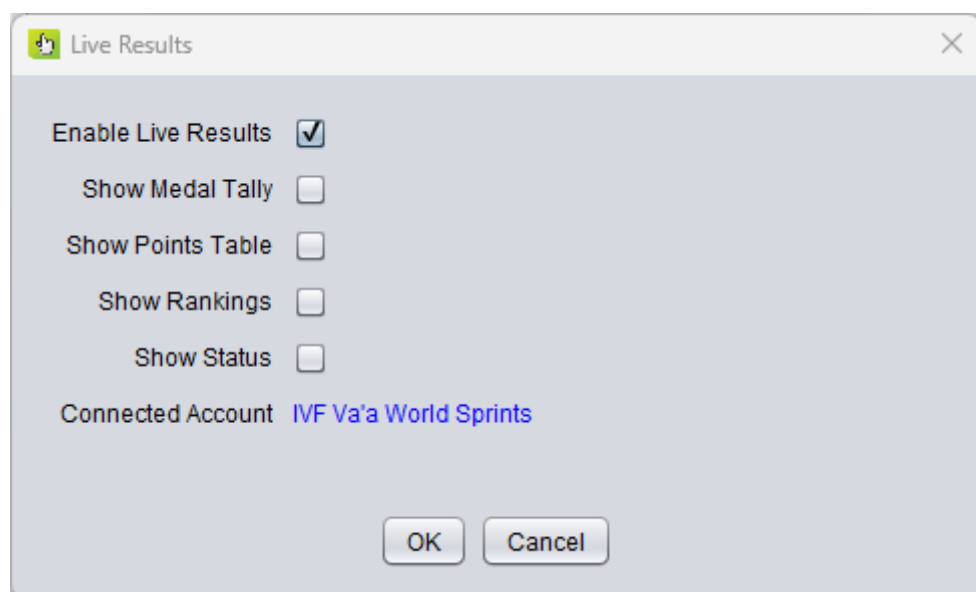 Live Results
Enable Live Results
Show Medal Tally
Show Points Table
Show Rankings
Show Status
Connected Account IVF Va'a World Sprints
OK Cancel